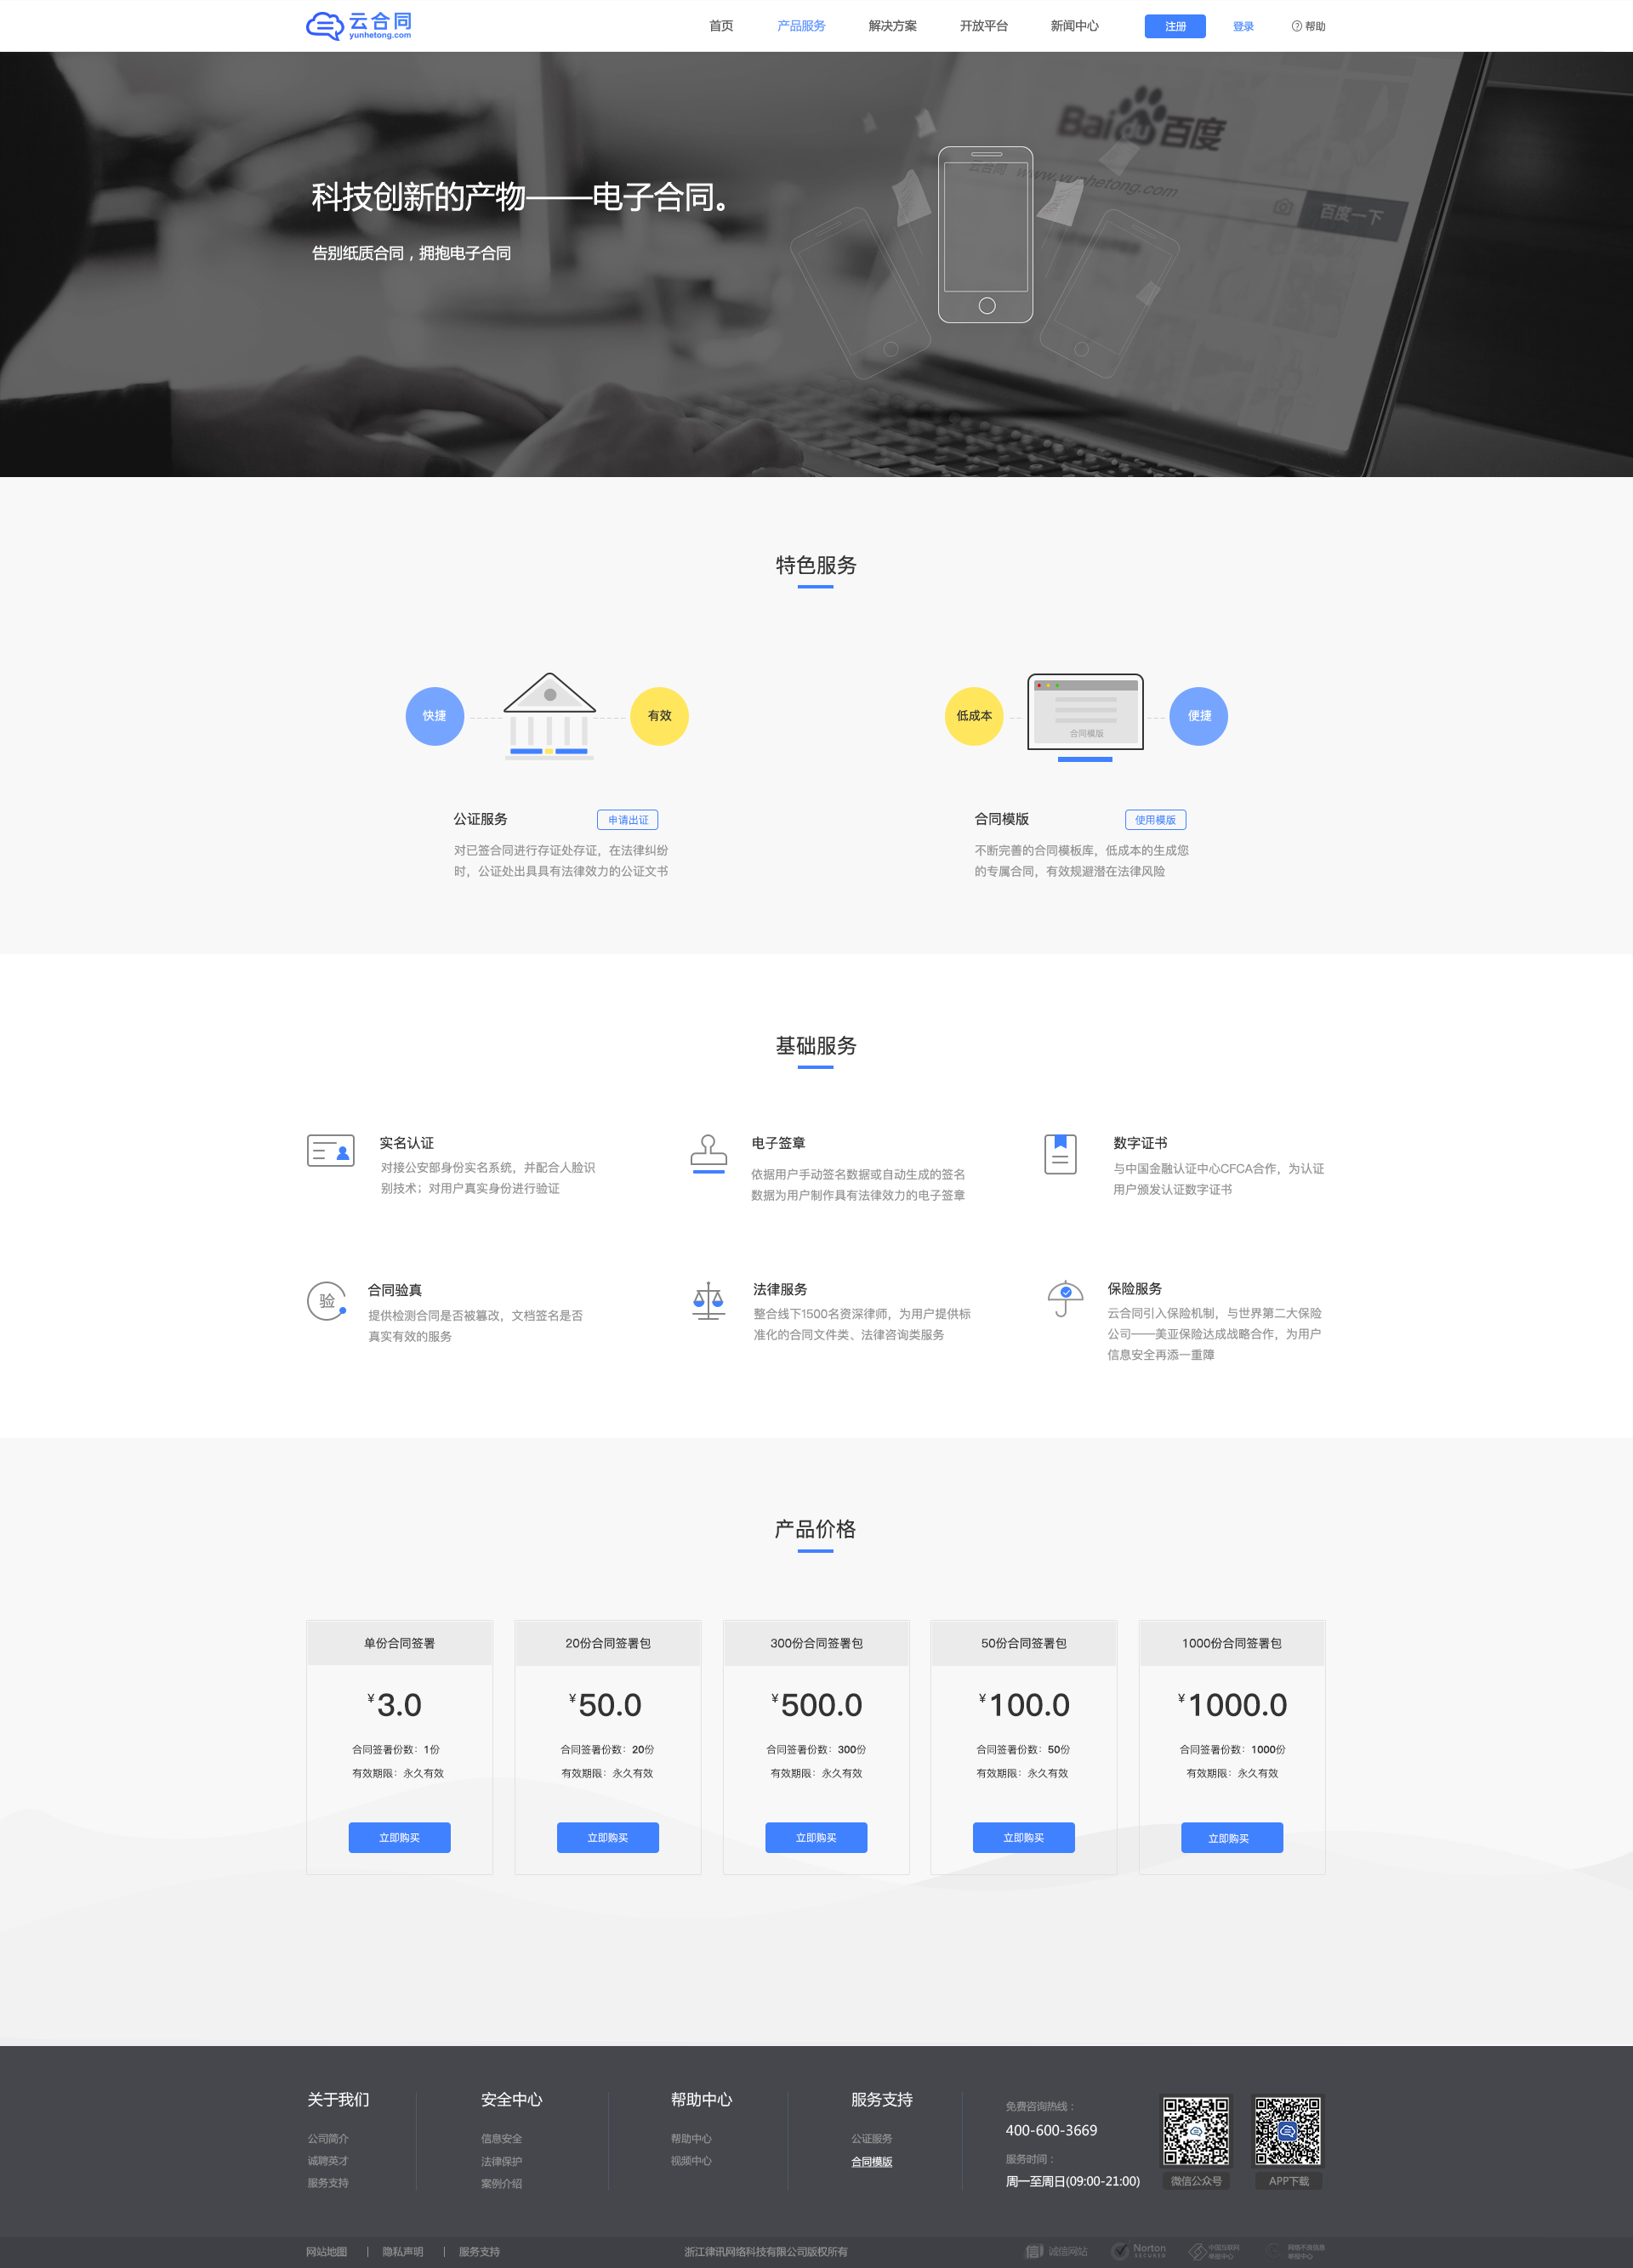 云合同
yunhetong.com
首页
产品服务
解决方案
开放平台
新闻中心
注册
登录
帮助
Bai du 百度
云合同 www.yunhetong.com
百度一下
科技创新的产物——电子合同。
告别纸质合同，拥抱电子合同
特色服务
快捷
有效
低成本
合同模版
便捷
公证服务
申请出证
对已签合同进行存证处存证，在法律纠纷
时，公证处出具具有法律效力的公证文书
合同模版
使用模版
不断完善的合同模板库，低成本的生成您
的专属合同，有效规避潜在法律风险
基础服务
实名认证
对接公安部身份实名系统，并配合人脸识
别技术；对用户真实身份进行验证
电子签章
依据用户手动签名数据或自动生成的签名
数据为用户制作具有法律效力的电子签章
数字证书
与中国金融认证中心CFCA合作，为认证
用户颁发认证数字证书
验
合同验真
提供检测合同是否被篡改，文档签名是否
真实有效的服务
法律服务
整合线下1500名资深律师，为用户提供标
准化的合同文件类、法律咨询类服务
保险服务
云合同引入保险机制，与世界第二大保险
公司——美亚保险达成战略合作，为用户
信息安全再添一重障
产品价格
单份合同签署
¥3.0
合同签署份数：1份
有效期限：永久有效
立即购买
20份合同签署包
¥50.0
合同签署份数：20份
有效期限：永久有效
立即购买
300份合同签署包
¥500.0
合同签署份数：300份
有效期限：永久有效
立即购买
50份合同签署包
¥100.0
合同签署份数：50份
有效期限：永久有效
立即购买
1000份合同签署包
¥1000.0
合同签署份数：1000份
有效期限：永久有效
立即购买
关于我们
公司简介
诚聘英才
服务支持
安全中心
信息安全
法律保护
案例介绍
帮助中心
帮助中心
视频中心
服务支持
公证服务
合同模版
免费咨询热线：
400-600-3669
服务时间：
周一至周日(09:00-21:00)
微信公众号
APP下载
网站地图 | 隐私声明 | 服务支持
浙江律讯网络科技有限公司版权所有
诚信网站
Norton
SECURED
中国互联网
举报中心
网络不良信息
举报中心